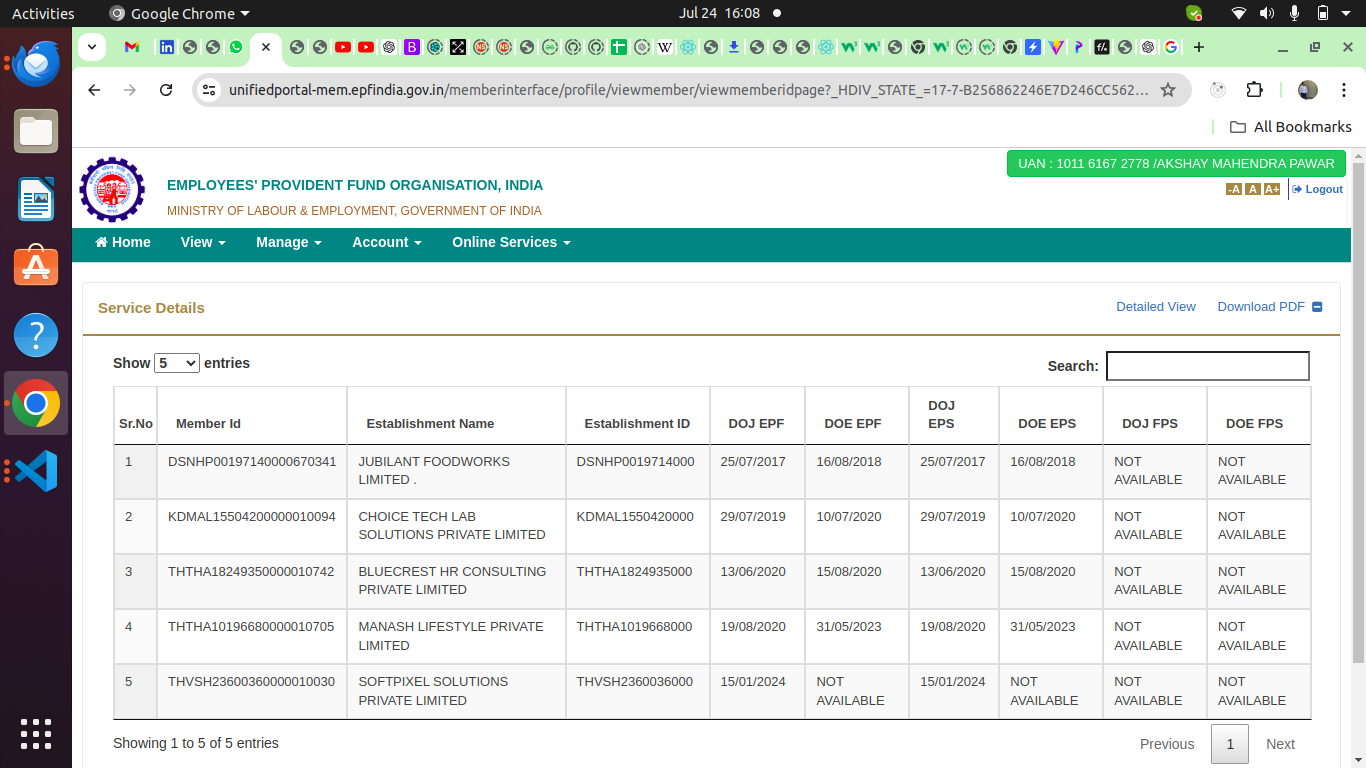 Activities Google Chrome Jul 24 16:08
unifiedportal-mem.epfindia.gov.in/memberinterface/profile/viewmember/viewmemberidpage?_HDIV_STATE_=17-7-B256862246E7D246CC562...
All Bookmarks
UAN : 1011 6167 2778 /AKSHAY MAHENDRA PAWAR
EMPLOYEES' PROVIDENT FUND ORGANISATION, INDIA
-A A A+ Logout
MINISTRY OF LABOUR & EMPLOYMENT, GOVERNMENT OF INDIA
Home View Manage Account Online Services
Service Details Detailed View Download PDF
Show 5 entries Search:
Sr.No Member Id Establishment Name Establishment ID DOJ EPF DOE EPF DOJ EPS DOE EPS DOJ FPS DOE FPS
1 DSNHP00197140000670341 JUBILANT FOODWORKS LIMITED . DSNHP0019714000 25/07/2017 16/08/2018 25/07/2017 16/08/2018 NOT AVAILABLE NOT AVAILABLE
2 KDMAL15504200000010094 CHOICE TECH LAB SOLUTIONS PRIVATE LIMITED KDMAL1550420000 29/07/2019 10/07/2020 29/07/2019 10/07/2020 NOT AVAILABLE NOT AVAILABLE
3 THTHA18249350000010742 BLUECREST HR CONSULTING PRIVATE LIMITED THTHA1824935000 13/06/2020 15/08/2020 13/06/2020 15/08/2020 NOT AVAILABLE NOT AVAILABLE
4 THTHA10196680000010705 MANASH LIFESTYLE PRIVATE LIMITED THTHA1019668000 19/08/2020 31/05/2023 19/08/2020 31/05/2023 NOT AVAILABLE NOT AVAILABLE
5 THVSH23600360000010030 SOFTPIXEL SOLUTIONS PRIVATE LIMITED THVSH2360036000 15/01/2024 NOT AVAILABLE 15/01/2024 NOT AVAILABLE NOT AVAILABLE NOT AVAILABLE
Showing 1 to 5 of 5 entries Previous 1 Next